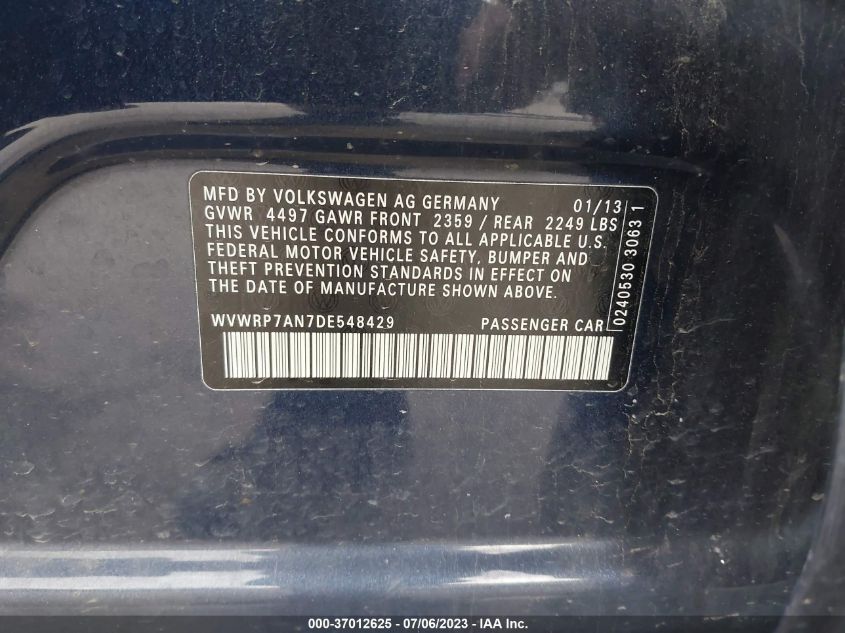 MFD BY VOLKSWAGEN AG GERMANY 01/13
GVWR 4497 GAWR FRONT 2359 / REAR 2249 LBS
THIS VEHICLE CONFORMS TO ALL APPLICABLE U.S.
FEDERAL MOTOR VEHICLE SAFETY, BUMPER AND
THEFT PREVENTION STANDARDS IN EFFECT ON
THE DATE OF MANUFACTURE SHOWN ABOVE.
WVWRP7AN7DE548429 PASSENGER CAR
0240530 3063 1
000-37012625 - 07/06/2023 - IAA Inc.